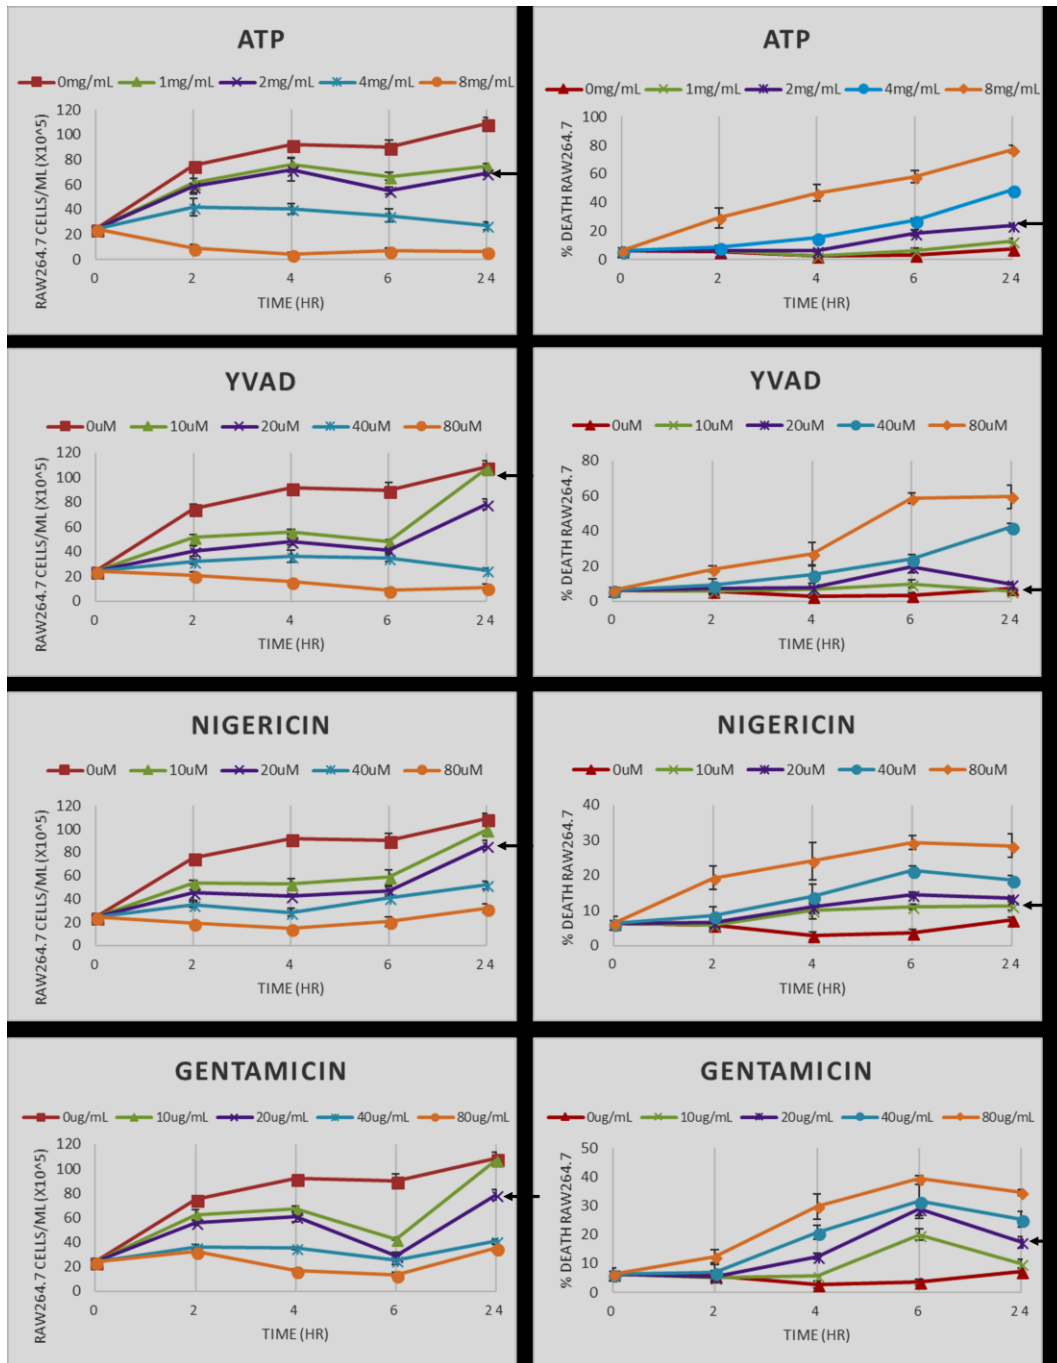 ATP
0mg/mL 1mg/mL 2mg/mL 4mg/mL 8mg/mL
RAW264.7 CELLS/ML (X10^5)
120
100
80
60
40
20
0
0 2 4 6 24
TIME (HR)
ATP
0mg/mL 1mg/mL 2mg/mL 4mg/mL 8mg/mL
% DEATH RAW264.7
100
80
60
40
20
0
0 2 4 6 24
TIME (HR)
YVAD
0uM 10uM 20uM 40uM 80uM
RAW264.7 CELLS/ML (X10^5)
120
100
80
60
40
20
0
0 2 4 6 24
TIME (HR)
YVAD
0uM 10uM 20uM 40uM 80uM
% DEATH RAW264.7
80
60
40
20
0
0 2 4 6 24
TIME (HR)
NIGERICIN
0uM 10uM 20uM 40uM 80uM
RAW264.7 CELLS/ML (X10^5)
120
100
80
60
40
20
0
0 2 4 6 24
TIME (HR)
NIGERICIN
0uM 10uM 20uM 40uM 80uM
% DEATH RAW264.7
40
30
20
10
0
0 2 4 6 24
TIME (HR)
GENTAMICIN
0ug/mL 10ug/mL 20ug/mL 40ug/mL 80ug/mL
RAW264.7 CELLS/ML (X10^5)
120
100
80
60
40
20
0
0 2 4 6 24
TIME (HR)
GENTAMICIN
0ug/mL 10ug/mL 20ug/mL 40ug/mL 80ug/mL
% DEATH RAW264.7
50
40
30
20
10
0
0 2 4 6 24
TIME (HR)